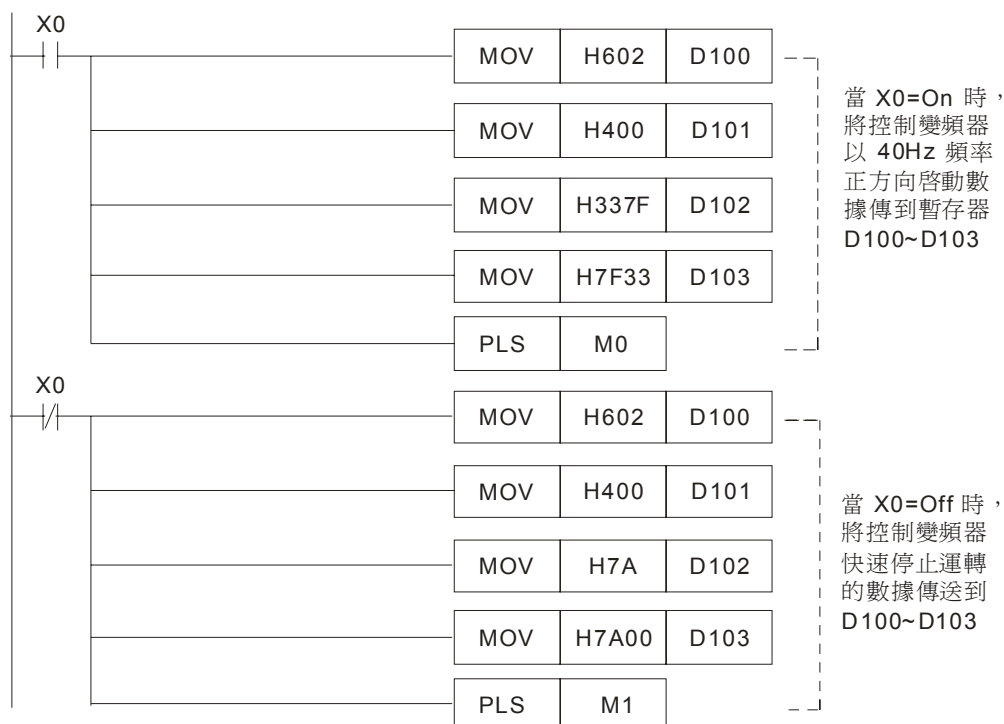 X0
MOV H602 D100
MOV H400 D101
MOV H337F D102
MOV H7F33 D103
PLS M0
當 X0=On 時，
將控制變頻器
以 40Hz 頻率
正方向啓動數
據傳到暫存器
D100~D103
X0
MOV H602 D100
MOV H400 D101
MOV H7A D102
MOV H7A00 D103
PLS M1
當 X0=Off 時，
將控制變頻器
快速停止運轉
的數據傳送到
D100~D103